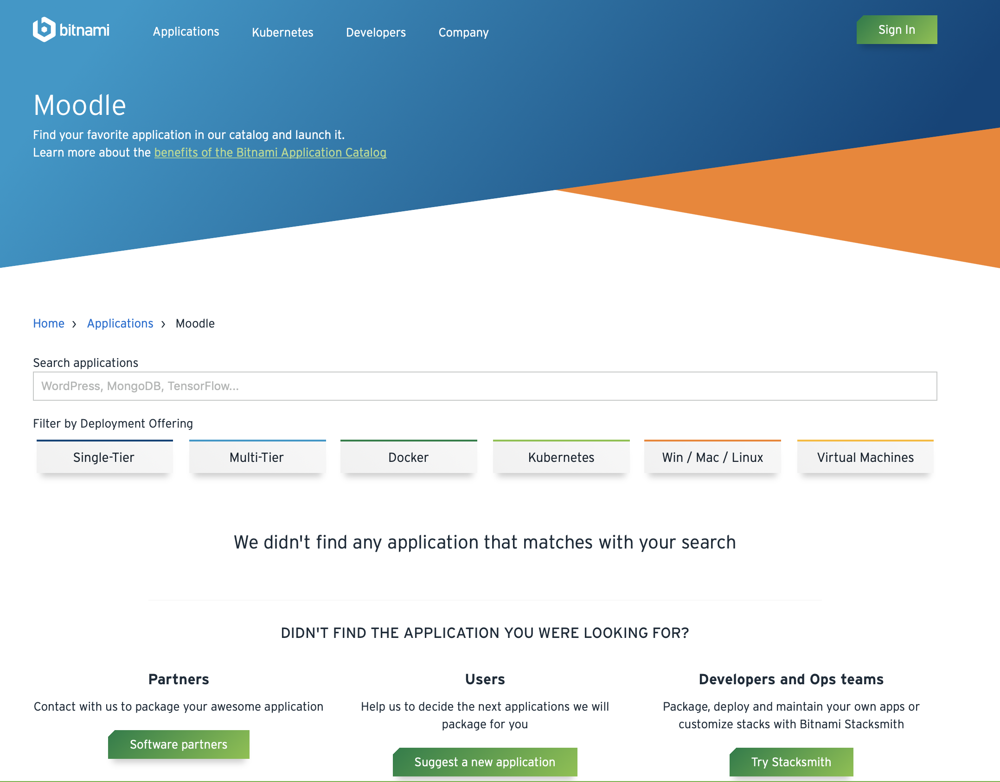 bitnami Applications Kubernetes Developers Company Sign In
Moodle
Find your favorite application in our catalog and launch it.
Learn more about the benefits of the Bitnami Application Catalog
Home › Applications › Moodle
Search applications
WordPress, MongoDB, TensorFlow...
Filter by Deployment Offering
Single-Tier Multi-Tier Docker Kubernetes Win / Mac / Linux Virtual Machines
We didn't find any application that matches with your search
DIDN'T FIND THE APPLICATION YOU WERE LOOKING FOR?
Partners
Contact with us to package your awesome application
Software partners
Users
Help us to decide the next applications we will
package for you
Suggest a new application
Developers and Ops teams
Package, deploy and maintain your own apps or
customize stacks with Bitnami Stacksmith
Try Stacksmith